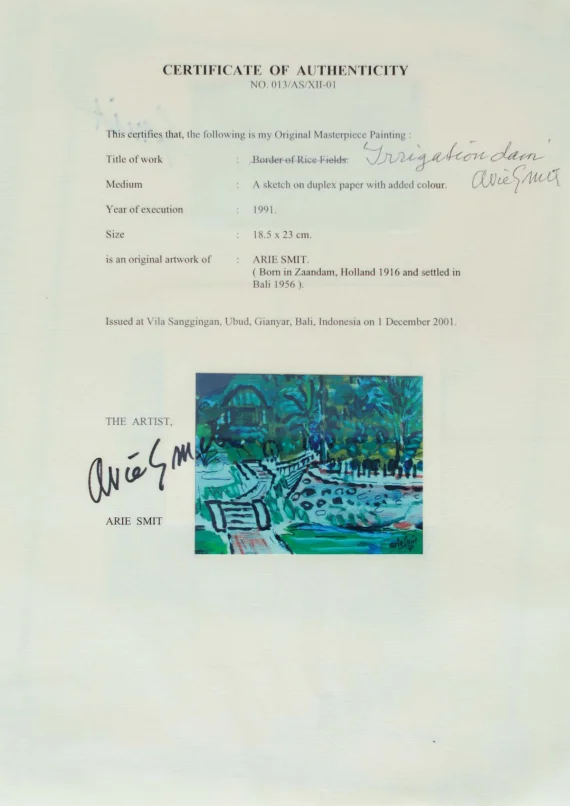 CERTIFICATE OF AUTHENTICITY
NO. 013/AS/XII-01
This certifies that, the following is my Original Masterpiece Painting :
Title of work : Border of Rice Fields. 'Irrigation dam'
Arie Smit
Medium : A sketch on duplex paper with added colour.
Year of execution : 1991.
Size : 18.5 x 23 cm.
is an original artwork of : ARIE SMIT.
( Born in Zaandam, Holland 1916 and settled in
Bali 1956 ).
Issued at Vila Sanggingan, Ubud, Gianyar, Bali, Indonesia on 1 December 2001.
THE ARTIST,
Arie Smit
ARIE SMIT